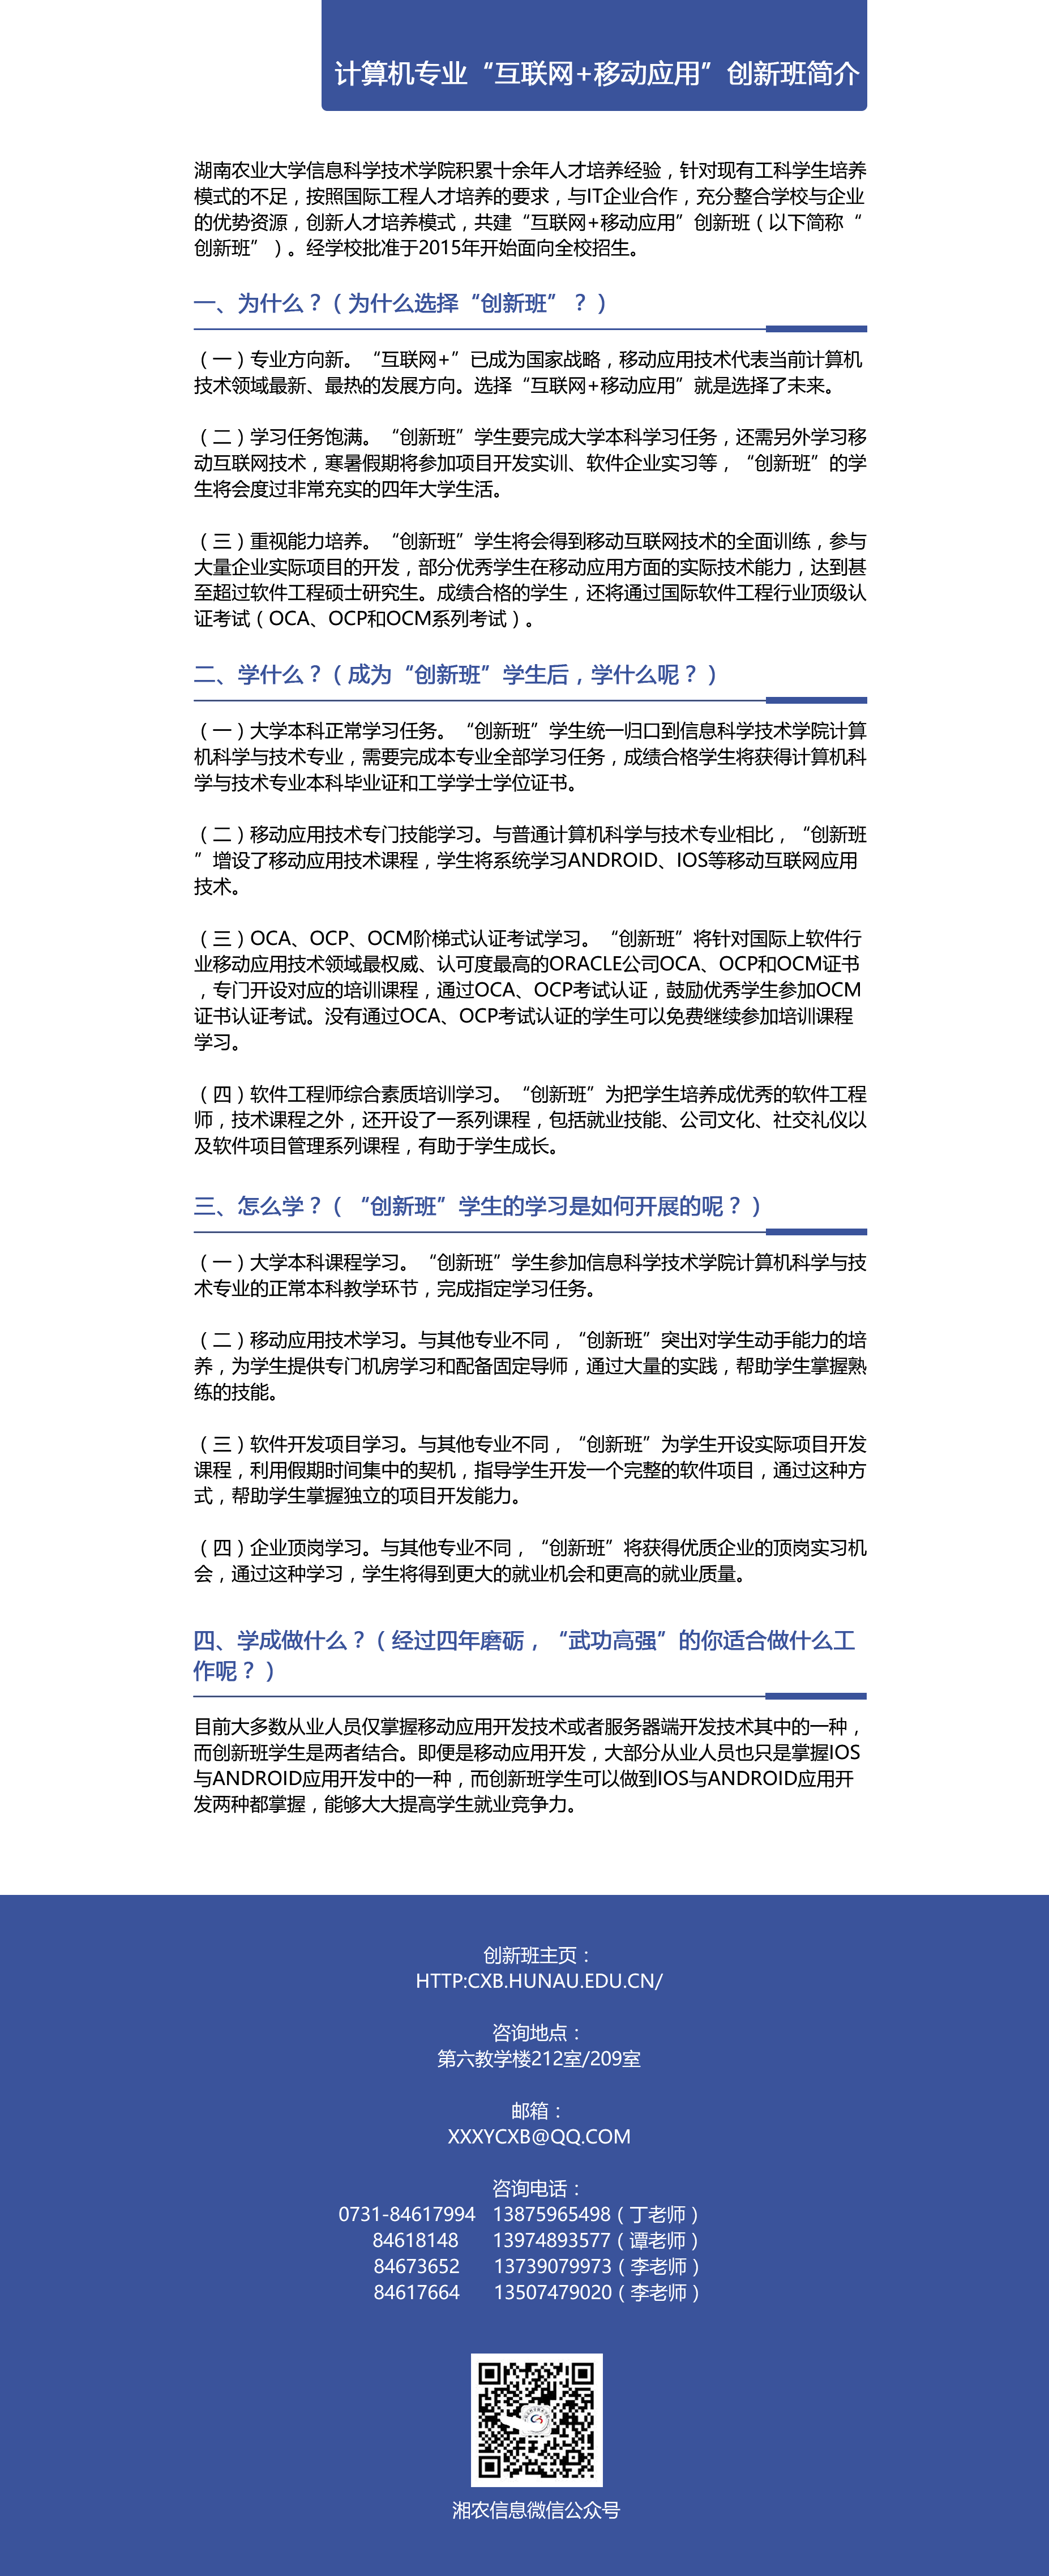 计算机专业“互联网+移动应用”创新班简介
湖南农业大学信息科学技术学院积累十余年人才培养经验，针对现有工科学生培养
模式的不足，按照国际工程人才培养的要求，与IT企业合作，充分整合学校与企业
的优势资源，创新人才培养模式，共建“互联网+移动应用”创新班（以下简称“
创新班”）。经学校批准于2015年开始面向全校招生。
一、为什么？（为什么选择“创新班”？）
（一）专业方向新。“互联网+”已成为国家战略，移动应用技术代表当前计算机
技术领域最新、最热的发展方向。选择“互联网+移动应用”就是选择了未来。
（二）学习任务饱满。“创新班”学生要完成大学本科学习任务，还需另外学习移
动互联网技术，寒暑假期将参加项目开发实训、软件企业实习等，“创新班”的学
生将会度过非常充实的四年大学生活。
（三）重视能力培养。“创新班”学生将会得到移动互联网技术的全面训练，参与
大量企业实际项目的开发，部分优秀学生在移动应用方面的实际技术能力，达到甚
至超过软件工程硕士研究生。成绩合格的学生，还将通过国际软件工程行业顶级认
证考试（OCA、OCP和OCM系列考试）。
二、学什么？（成为“创新班”学生后，学什么呢？）
（一）大学本科正常学习任务。“创新班”学生统一归口到信息科学技术学院计算
机科学与技术专业，需要完成本专业全部学习任务，成绩合格学生将获得计算机科
学与技术专业本科毕业证和工学学士学位证书。
（二）移动应用技术专门技能学习。与普通计算机科学与技术专业相比，“创新班
”增设了移动应用技术课程，学生将系统学习ANDROID、IOS等移动互联网应用
技术。
（三）OCA、OCP、OCM阶梯式认证考试学习。“创新班”将针对国际上软件行
业移动应用技术领域最权威、认可度最高的ORACLE公司OCA、OCP和OCM证书
，专门开设对应的培训课程，通过OCA、OCP考试认证，鼓励优秀学生参加OCM
证书认证考试。没有通过OCA、OCP考试认证的学生可以免费继续参加培训课程
学习。
（四）软件工程师综合素质培训学习。“创新班”为把学生培养成优秀的软件工程
师，技术课程之外，还开设了一系列课程，包括就业技能、公司文化、社交礼仪以
及软件项目管理系列课程，有助于学生成长。
三、怎么学？（“创新班”学生的学习是如何开展的呢？）
（一）大学本科课程学习。“创新班”学生参加信息科学技术学院计算机科学与技
术专业的正常本科教学环节，完成指定学习任务。
（二）移动应用技术学习。与其他专业不同，“创新班”突出对学生动手能力的培
养，为学生提供专门机房学习和配备固定导师，通过大量的实践，帮助学生掌握熟
练的技能。
（三）软件开发项目学习。与其他专业不同，“创新班”为学生开设实际项目开发
课程，利用假期时间集中的契机，指导学生开发一个完整的软件项目，通过这种方
式，帮助学生掌握独立的项目开发能力。
（四）企业顶岗学习。与其他专业不同，“创新班”将获得优质企业的顶岗实习机
会，通过这种学习，学生将得到更大的就业机会和更高的就业质量。
四、学成做什么？（经过四年磨砺，“武功高强”的你适合做什么工
作呢？）
目前大多数从业人员仅掌握移动应用开发技术或者服务器端开发技术其中的一种，
而创新班学生是两者结合。即便是移动应用开发，大部分从业人员也只是掌握IOS
与ANDROID应用开发中的一种，而创新班学生可以做到IOS与ANDROID应用开
发两种都掌握，能够大大提高学生就业竞争力。
创新班主页：
HTTP:CXB.HUNAU.EDU.CN/
咨询地点：
第六教学楼212室/209室
邮箱：
XXXYCXB@QQ.COM
咨询电话：
0731-84617994 13875965498（丁老师）
84618148 13974893577（谭老师）
84673652 13739079973（李老师）
84617664 13507479020（李老师）
湘农信息微信公众号